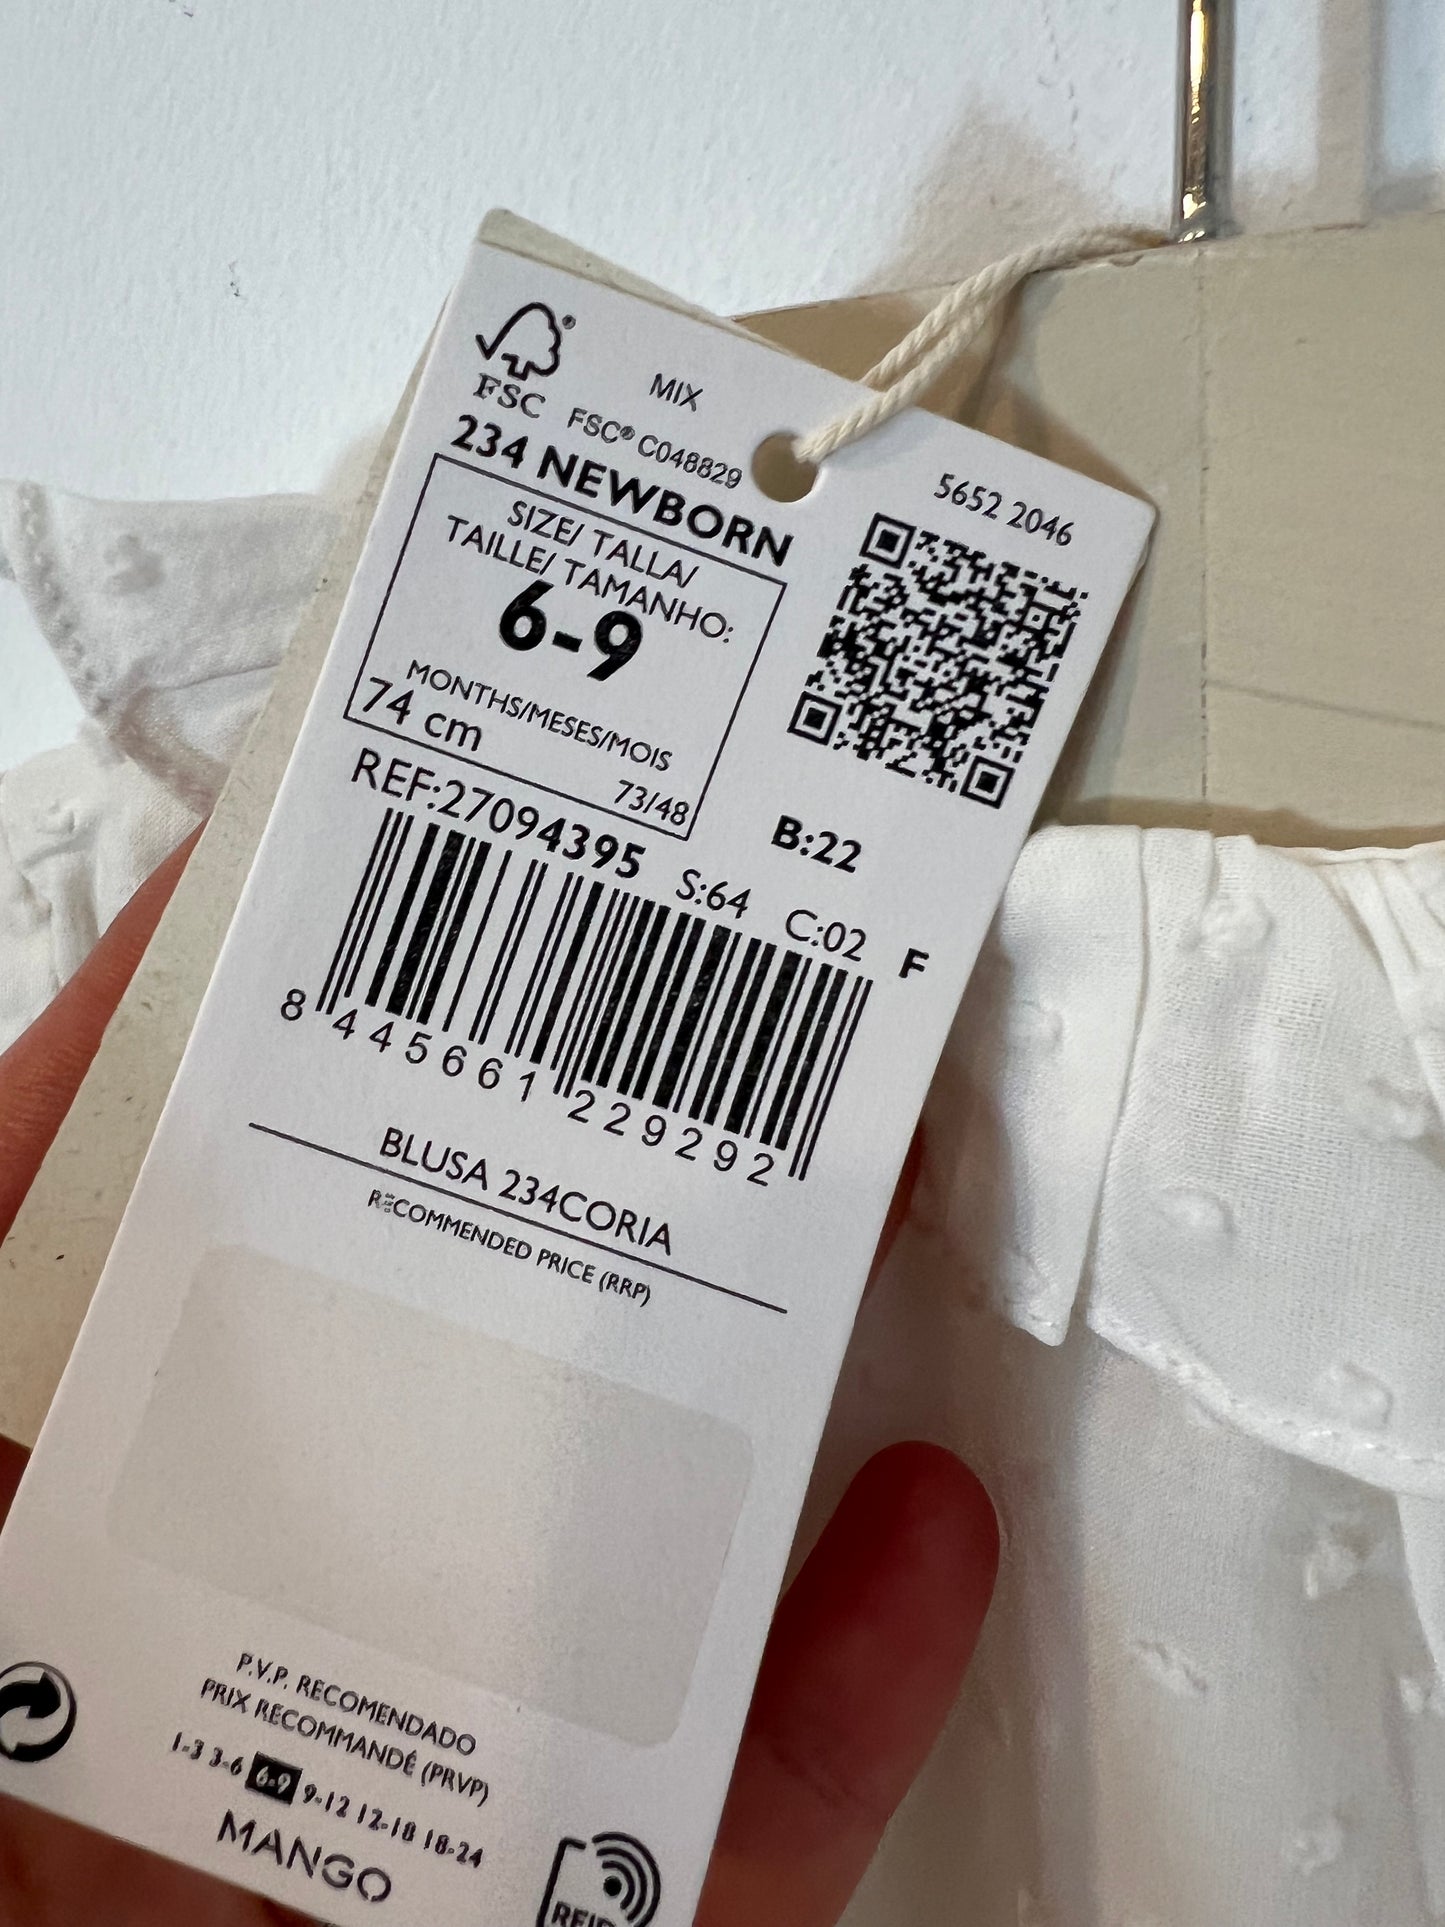 FSC
MIX
FSC® C048829
5652 2046
234 NEWBORN
SIZE/ TALLA/
TAILLE/ TAMANHO:
6-9
MONTHS/MESES/MOIS
74 cm
73/48
REF:27094395
S:64
C:02
F
B:22
8 445661 229292
BLUSA 234CORIA
RECOMMENDED PRICE (RRP)
P.V.P. RECOMENDADO
PRIX RECOMMANDÉ (PRVP)
1-3 3-6 6-9 9-12 12-18 18-24
MANGO
RFID